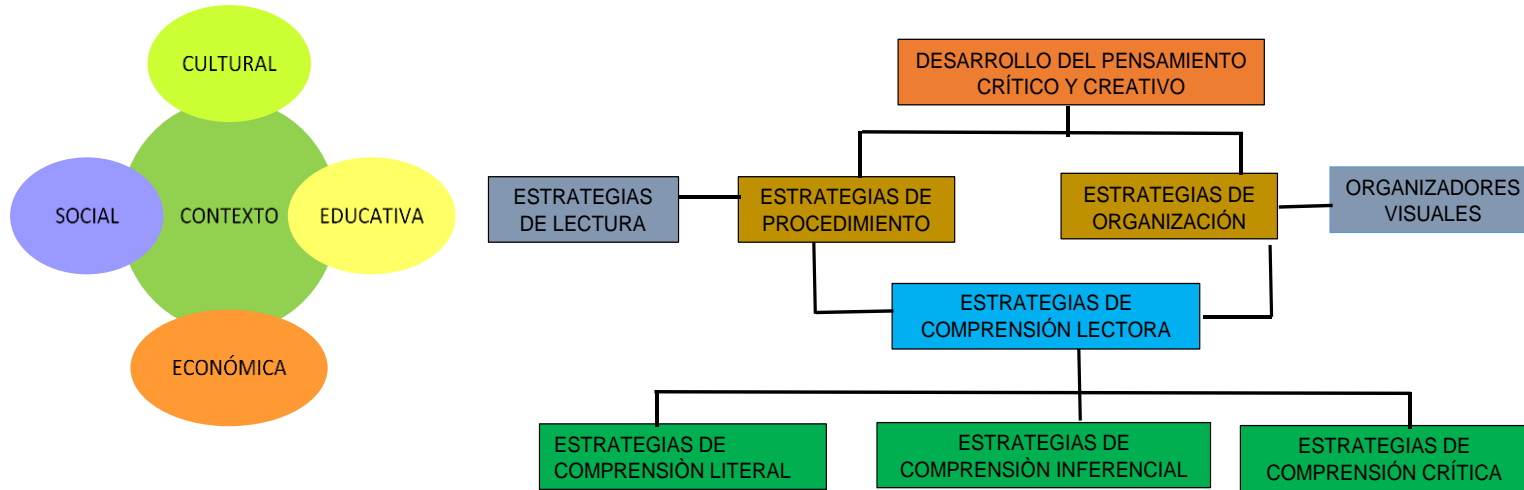 CULTURAL
SOCIAL
CONTEXTO
EDUCATIVA
ECONÓMICA
DESARROLLO DEL PENSAMIENTO
CRÍTICO Y CREATIVO
ESTRATEGIAS
DE LECTURA
ESTRATEGIAS DE
PROCEDIMIENTO
ESTRATEGIAS DE
ORGANIZACIÓN
ORGANIZADORES
VISUALES
ESTRATEGIAS DE
COMPRENSIÓN LECTORA
ESTRATEGIAS DE
COMPRENSIÒN LITERAL
ESTRATEGIAS DE
COMPRENSIÒN INFERENCIAL
ESTRATEGIAS DE
COMPRENSIÓN CRÍTICA